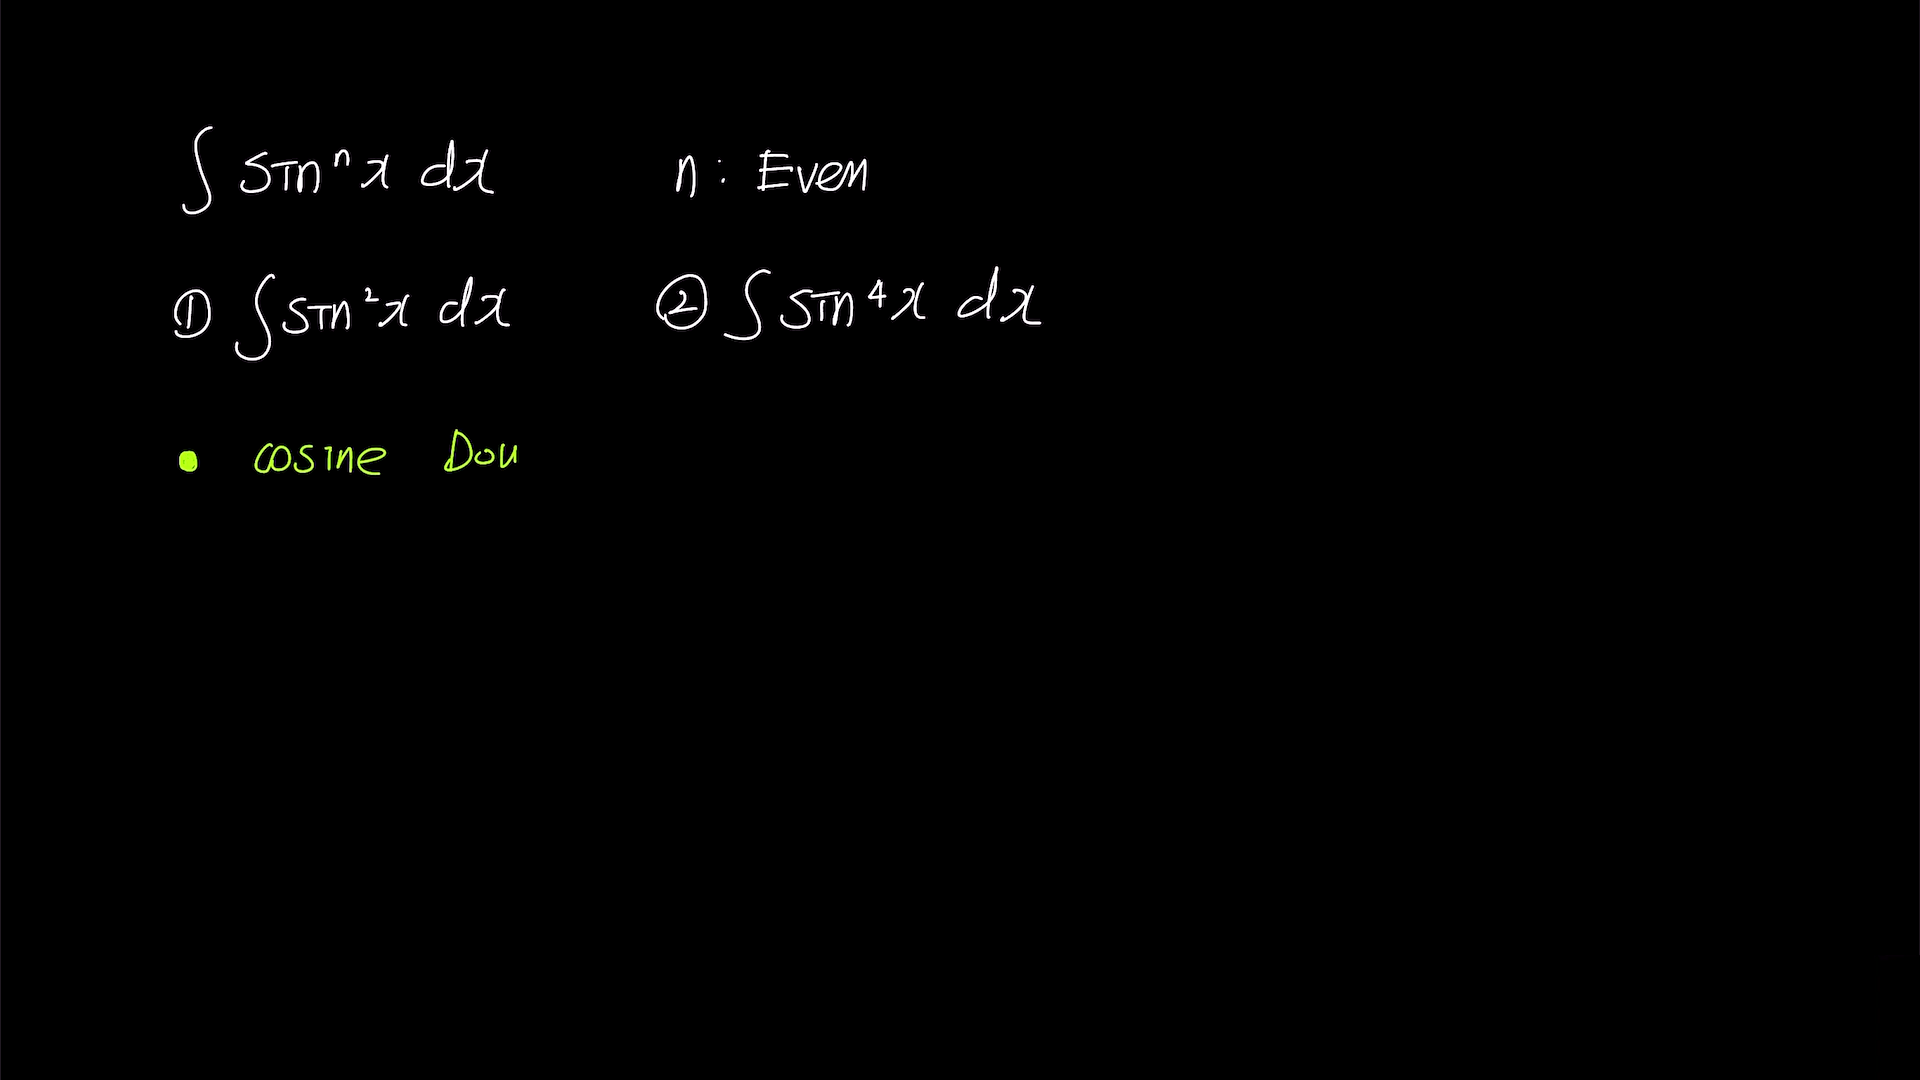 ∫ sinⁿx dx n : Even
① ∫ sin²x dx ② ∫ sin⁴x dx
• cosine Dou